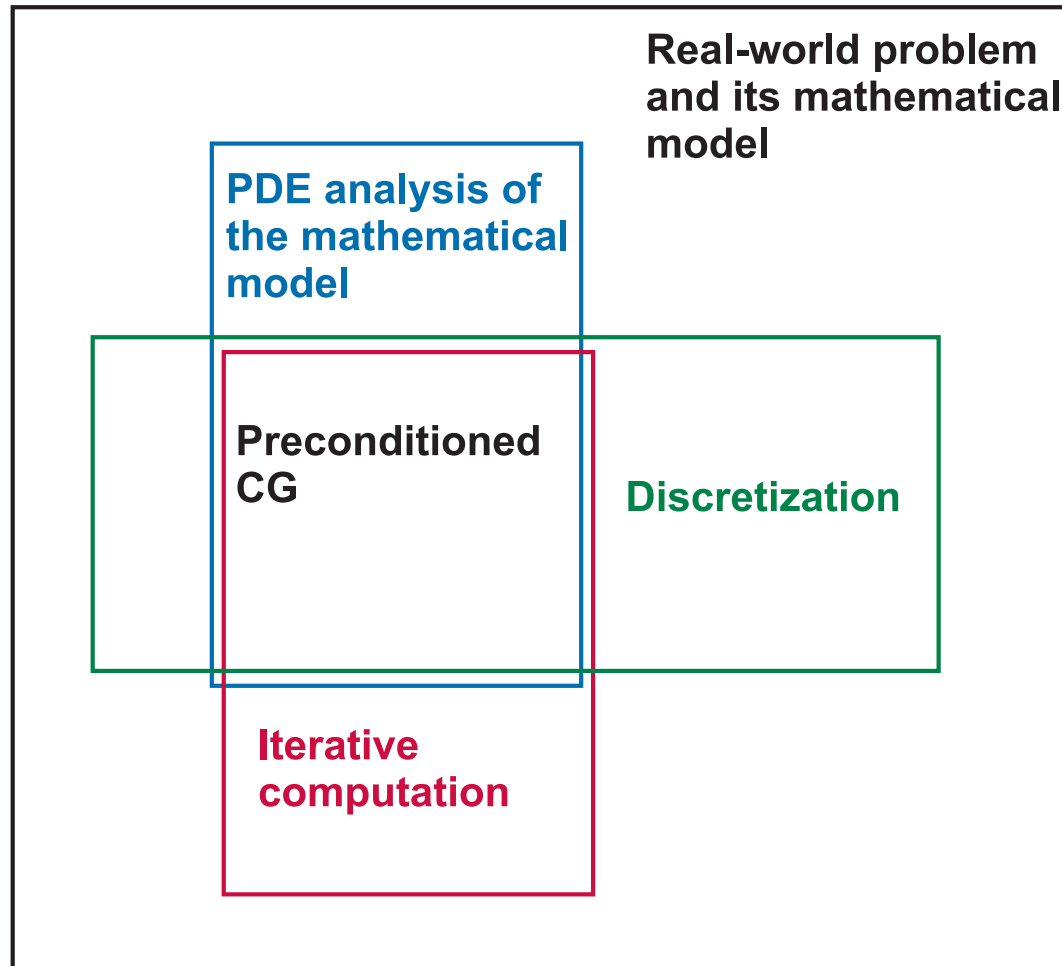 Real-world problem
and its mathematical
model
PDE analysis of
the mathematical
model
Preconditioned
CG
Discretization
Iterative
computation